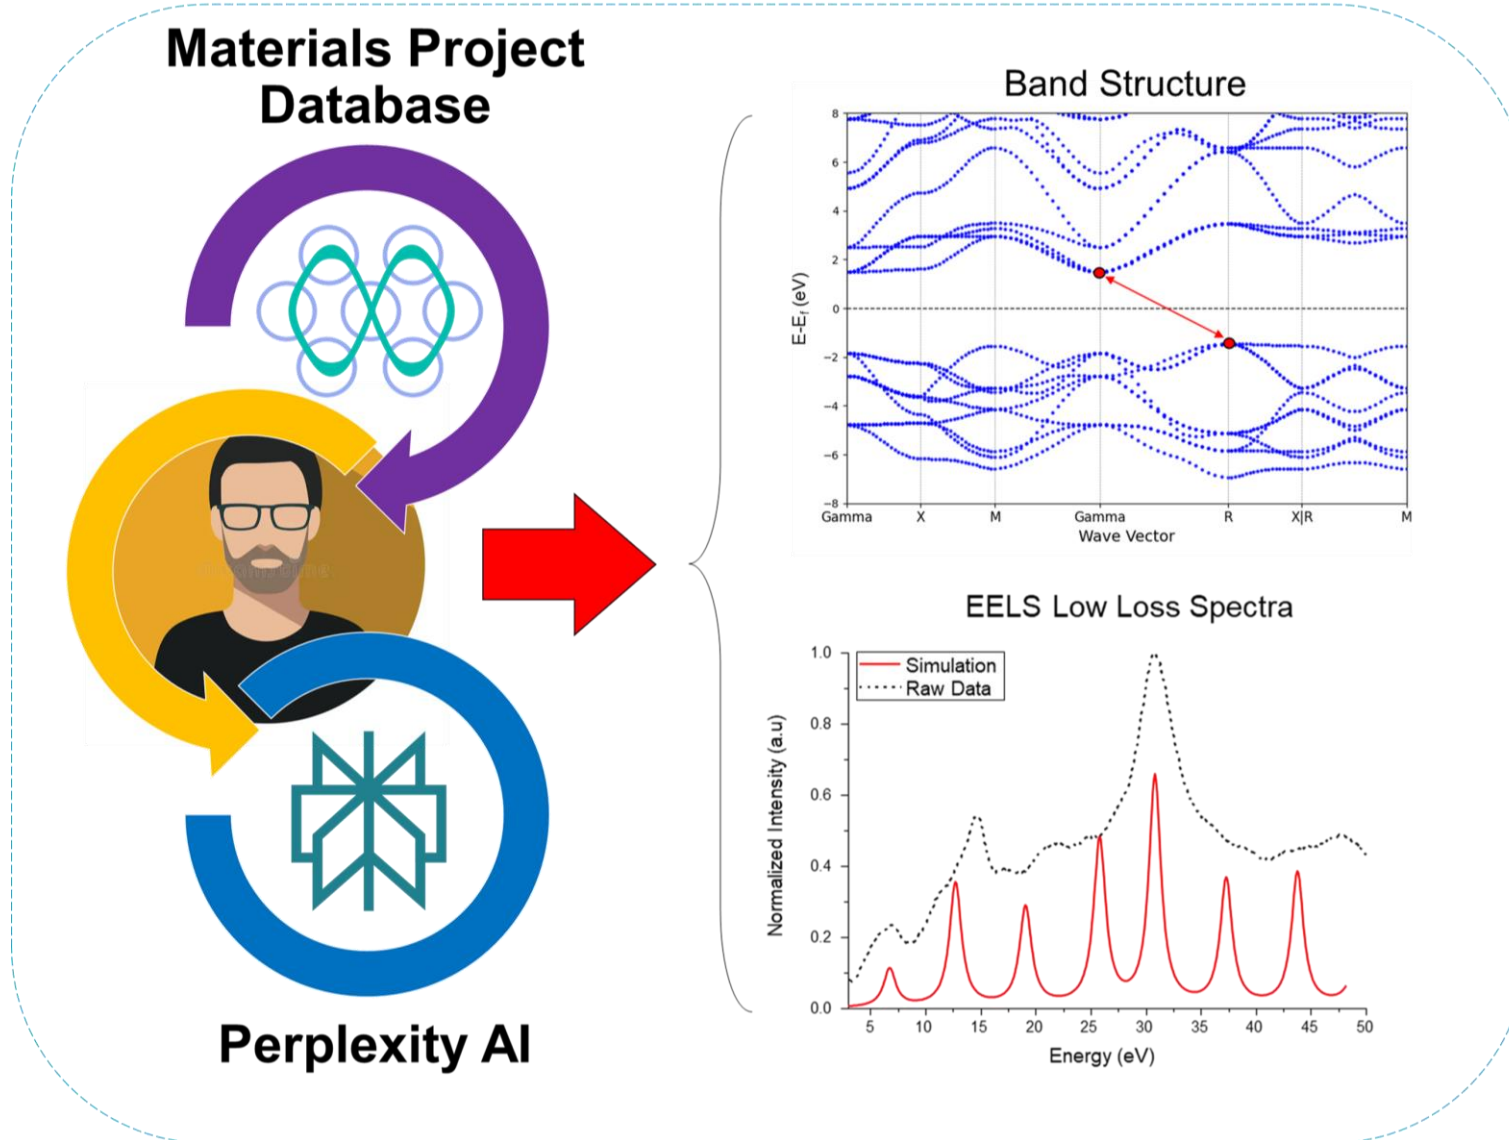 Materials Project
Database
Perplexity AI
Band Structure
8
6
4
2
0
−2
−4
−6
−8
E-Ef (eV)
Gamma X M Gamma R X|R M
Wave Vector
EELS Low Loss Spectra
Simulation
Raw Data
1.0
0.8
0.6
0.4
0.2
0.0
Normalized Intensity (a.u)
5 10 15 20 25 30 35 40 45 50
Energy (eV)